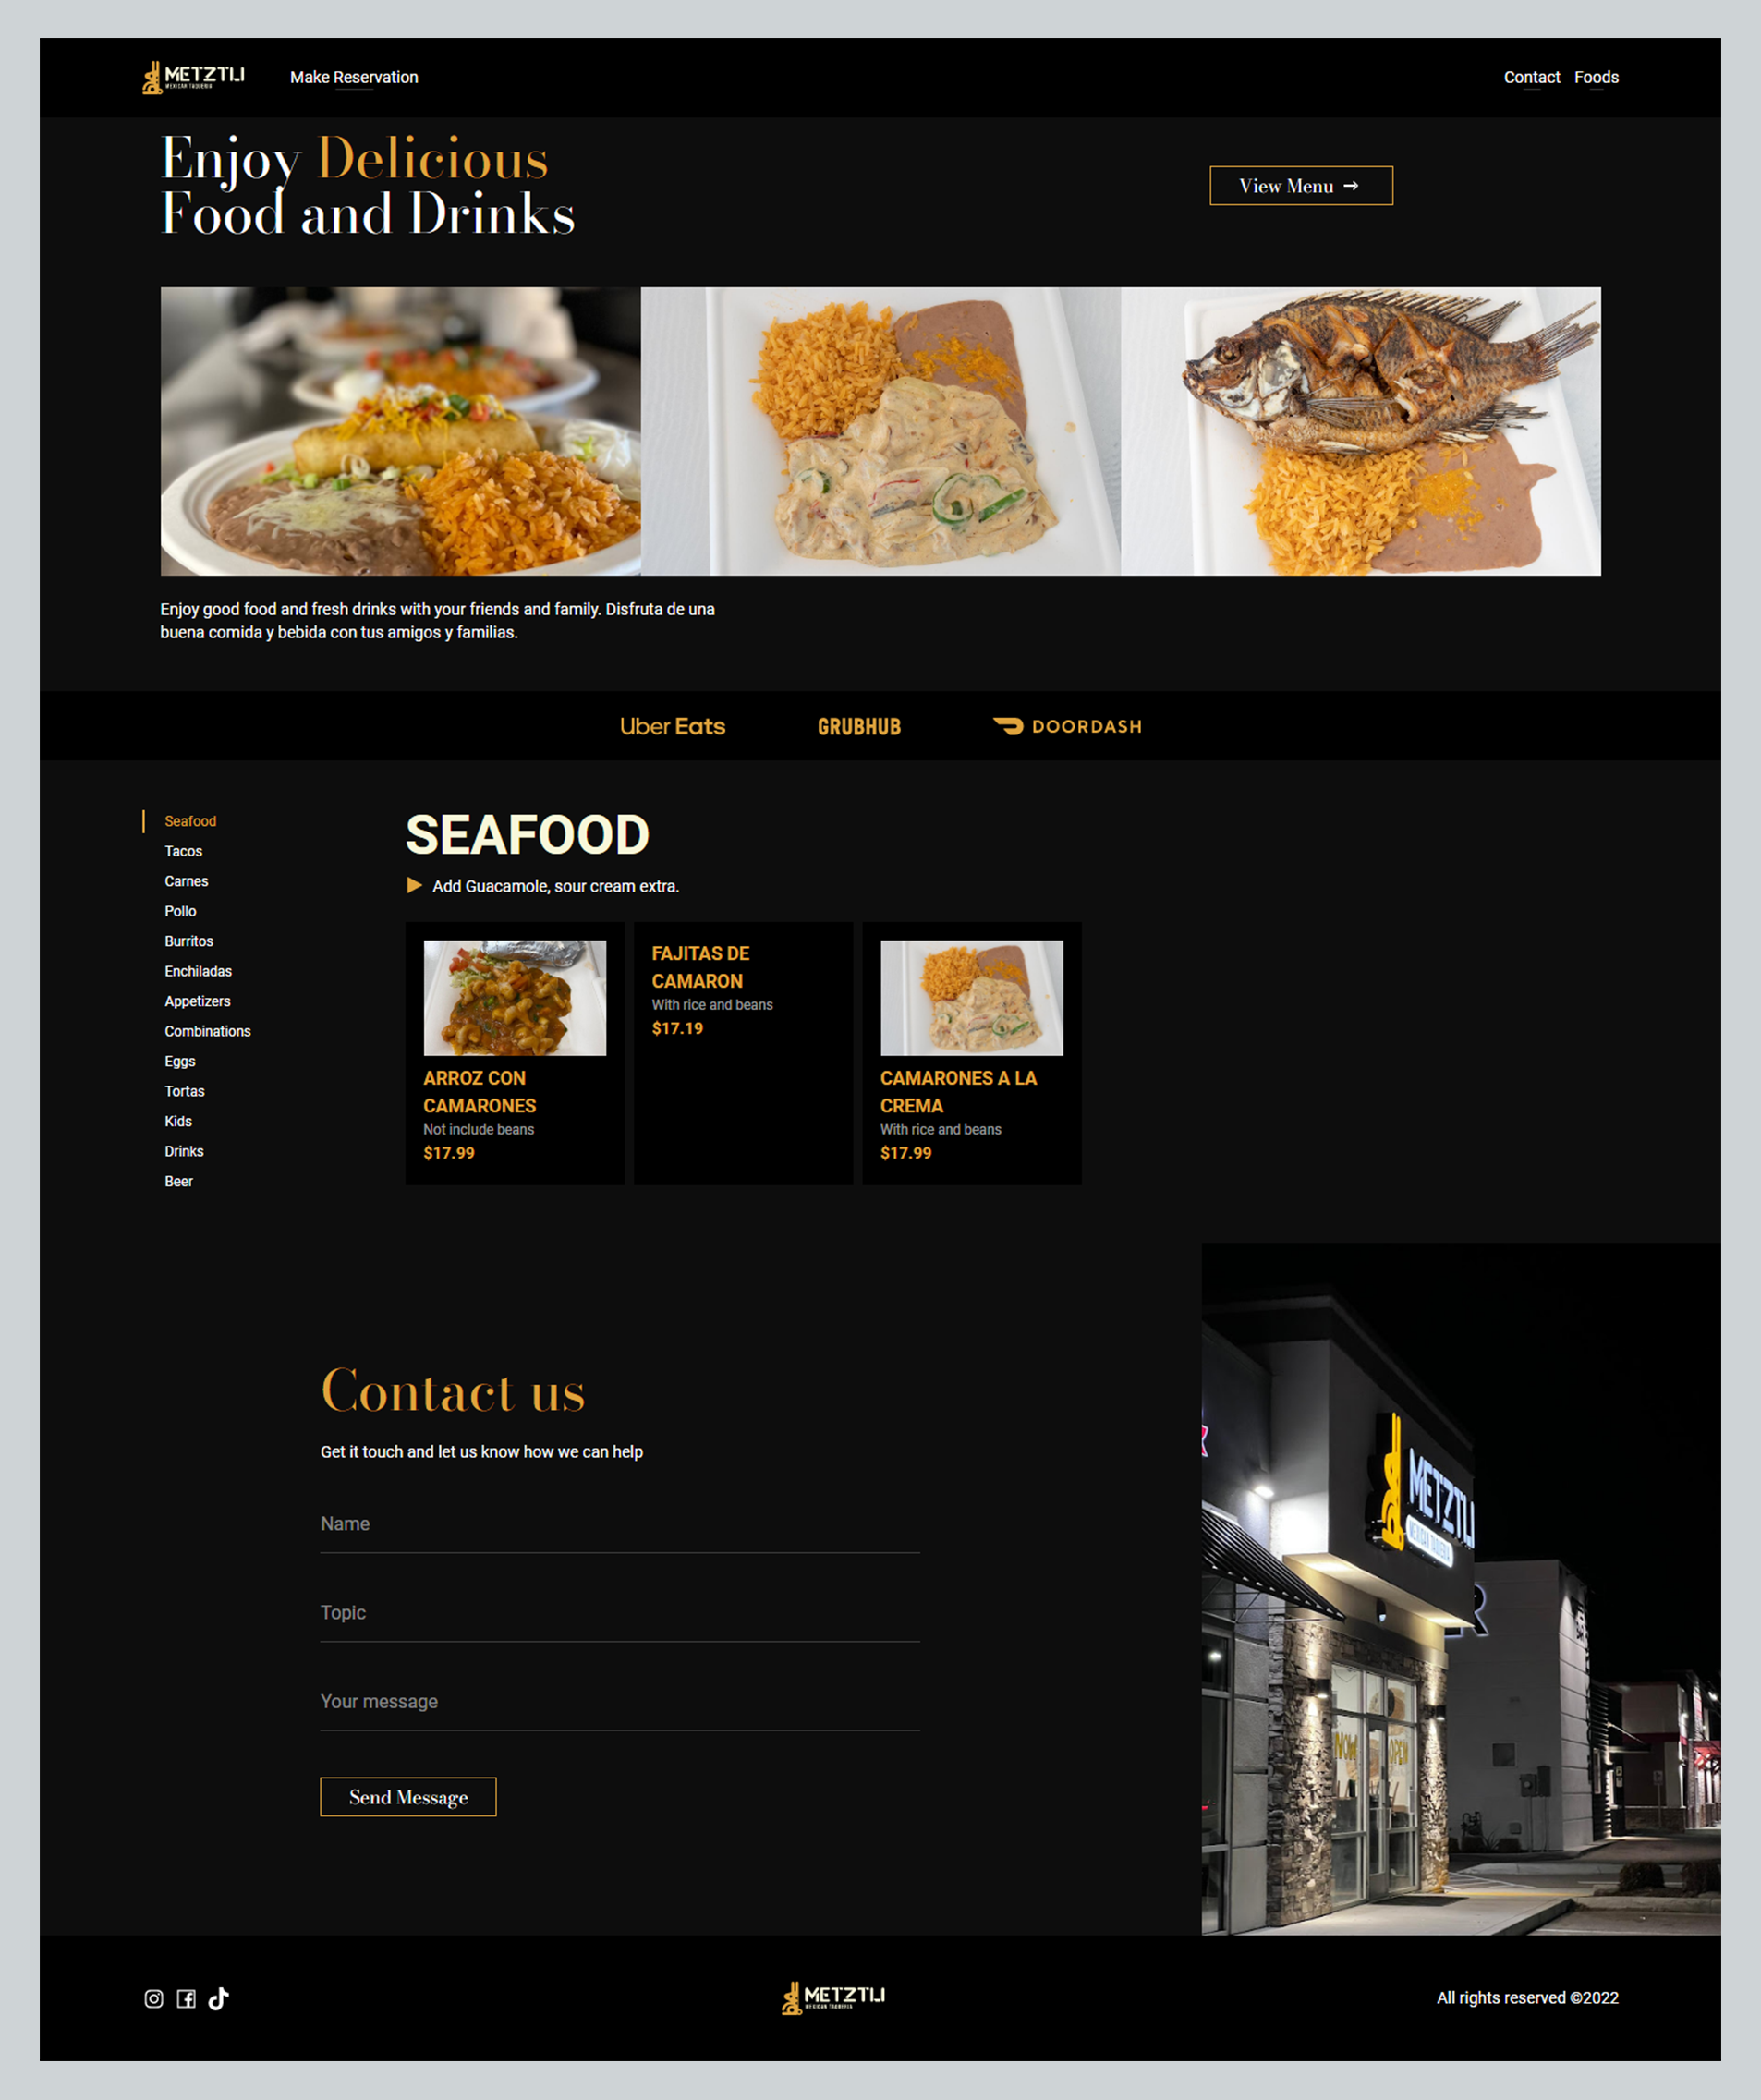 METZTLI
MEXICAN TAQUERIA
Make Reservation
Contact Foods
Enjoy Delicious
Food and Drinks
View Menu →
Enjoy good food and fresh drinks with your friends and family. Disfruta de una
buena comida y bebida con tus amigos y familias.
Uber Eats
GRUBHUB
DOORDASH
Seafood
Tacos
Carnes
Pollo
Burritos
Enchiladas
Appetizers
Combinations
Eggs
Tortas
Kids
Drinks
Beer
SEAFOOD
Add Guacamole, sour cream extra.
ARROZ CON
CAMARONES
Not include beans
$17.99
FAJITAS DE
CAMARON
With rice and beans
$17.19
CAMARONES A LA
CREMA
With rice and beans
$17.99
Contact us
Get it touch and let us know how we can help
Name
Topic
Your message
Send Message
METZTLI
MEXICAN TAQUERIA
R
NOW OPEN
METZTLI
MEXICAN TAQUERIA
All rights reserved ©2022